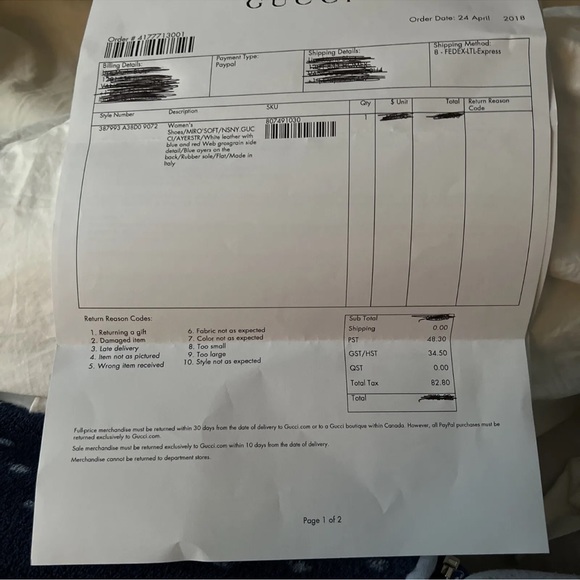 GUCCI
Order Date: 24 April 2018
Order # 4177713001
Billing Details:
Payment Type:
Paypal
Shipping Details:
Shipping Method:
8 - FEDEX-LTL-Express
Style Number Description SKU Qty $ Unit Total Return Reason
Code
387993 A38D0 9072 Women's 807491030 1
Shoes/MIRO'SOFT/NSNY.GUC
CI/AYERSTR/White leather with
blue and red Web grosgrain side
detail/Blue ayers on the
back/Rubber sole/Flat/Made in
Italy
Return Reason Codes:
1. Returning a gift
2. Damaged item
3. Late delivery
4. Item not as pictured
5. Wrong item received
6. Fabric not as expected
7. Color not as expected
8. Too small
9. Too large
10. Style not as expected
Sub Total
Shipping 0.00
PST 48.30
GST/HST 34.50
QST 0.00
Total Tax 82.80
Total
Full-price merchandise must be returned within 30 days from the date of delivery to Gucci.com or to a Gucci boutique within Canada. However, all PayPal purchases must be
returned exclusively to Gucci.com.
Sale merchandise must be returned exclusively to Gucci.com within 10 days from the date of delivery.
Merchandise cannot be returned to department stores.
Page 1 of 2